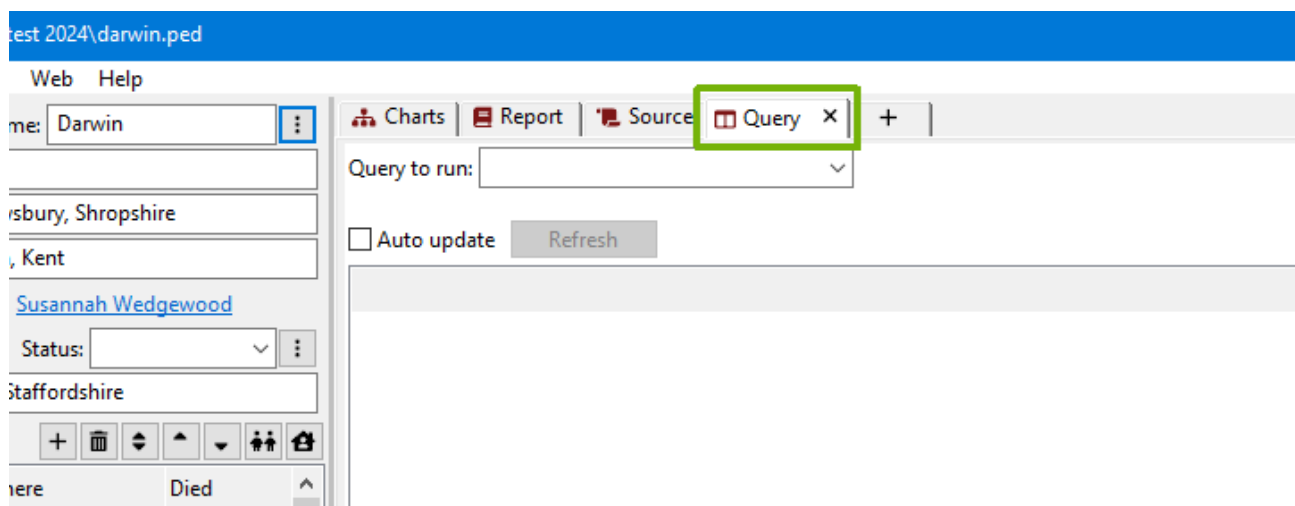 test 2024\darwin.ped
Web Help
me: Darwin
Charts Report Source Query × +
Query to run:
sbury, Shropshire
Auto update Refresh
, Kent
Susannah Wedgewood
Status:
Staffordshire
here Died